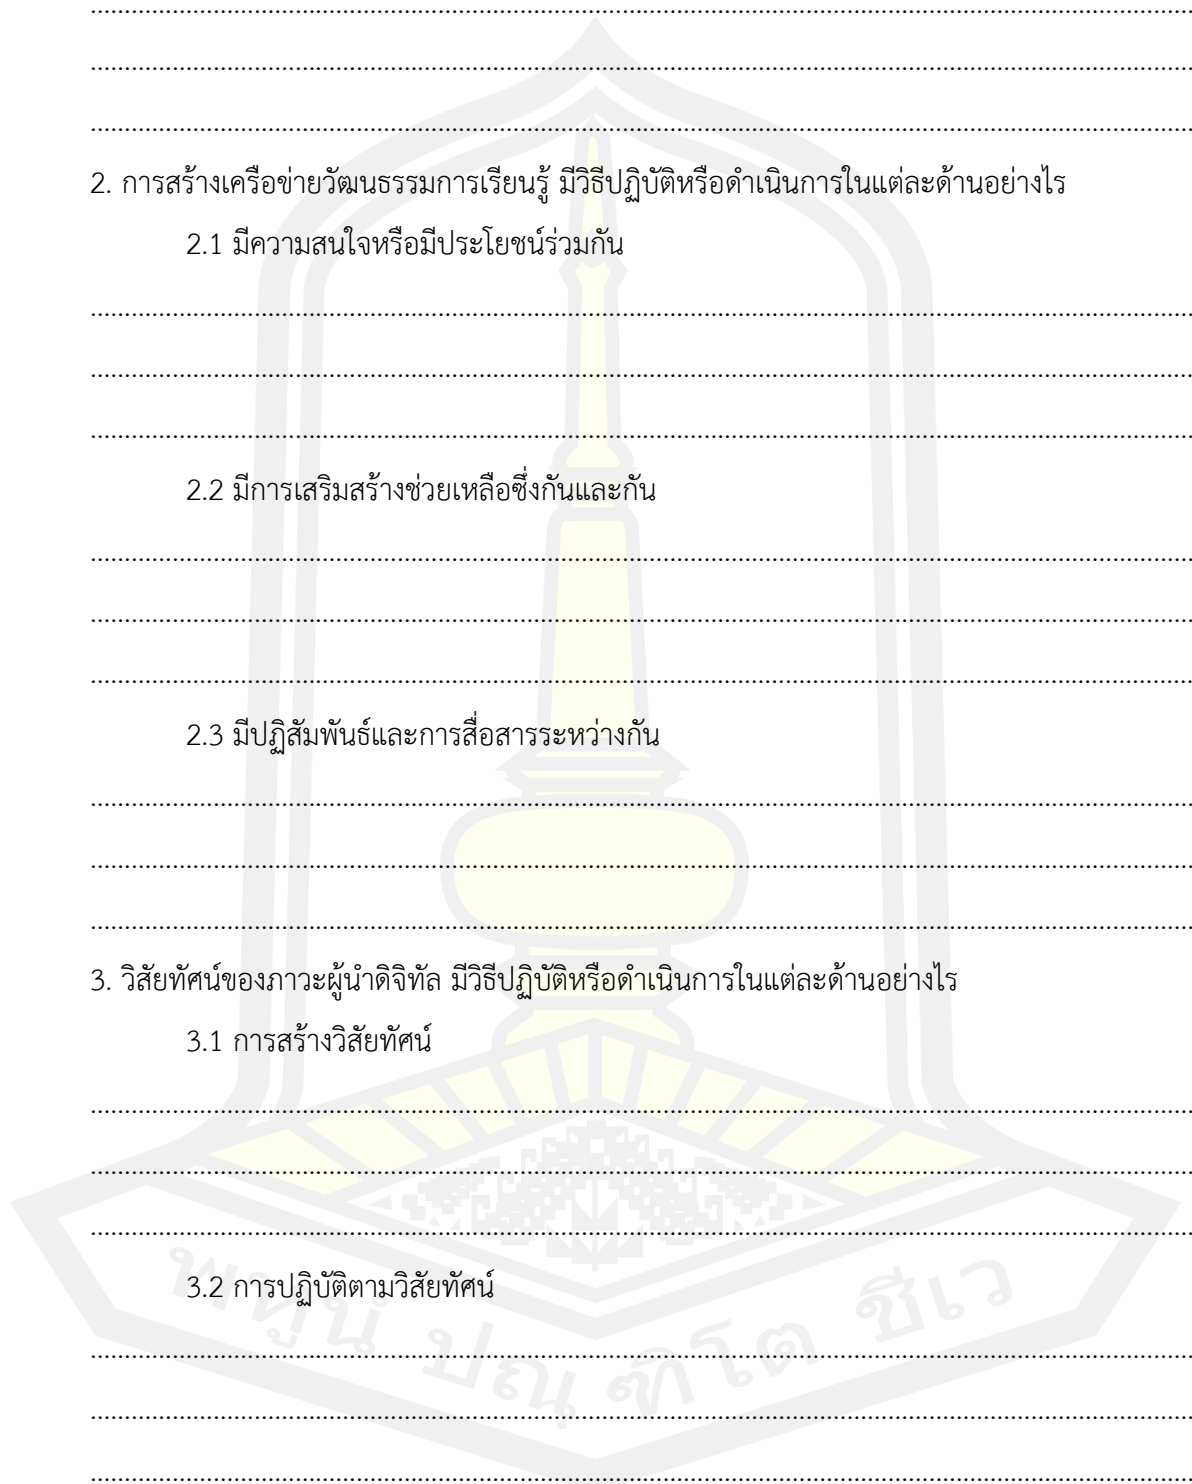 ........................................................................................................................
........................................................................................................................
........................................................................................................................
2. การสร้างเครือข่ายวัฒนธรรมการเรียนรู้ มีวิธีปฏิบัติหรือดำเนินการในแต่ละด้านอย่างไร
2.1 มีความสนใจหรือมีประโยชน์ร่วมกัน
........................................................................................................................
........................................................................................................................
........................................................................................................................
2.2 มีการเสริมสร้างช่วยเหลือซึ่งกันและกัน
........................................................................................................................
........................................................................................................................
........................................................................................................................
2.3 มีปฏิสัมพันธ์และการสื่อสารระหว่างกัน
........................................................................................................................
........................................................................................................................
........................................................................................................................
3. วิสัยทัศน์ของภาวะผู้นำดิจิทัล มีวิธีปฏิบัติหรือดำเนินการในแต่ละด้านอย่างไร
3.1 การสร้างวิสัยทัศน์
........................................................................................................................
........................................................................................................................
........................................................................................................................
3.2 การปฏิบัติตามวิสัยทัศน์
พหูนํ ปณฺฑิโต ชีเว
........................................................................................................................
........................................................................................................................
........................................................................................................................